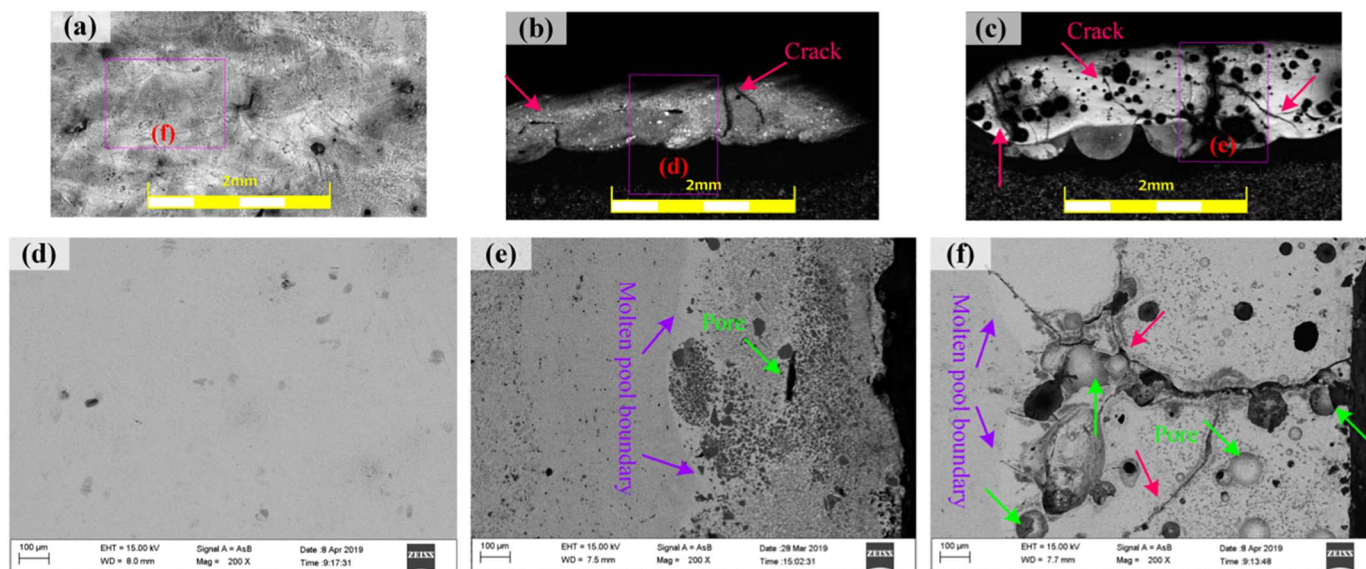 (a)
(f)
2mm
(b)
Crack
(d)
2mm
(c)
Crack
(e)
2mm
(d)
100 μm
EHT = 15.00 kV
WD = 8.0 mm
Signal A = AsB
Mag = 200 X
Date :8 Apr 2019
Time :9:17:31
ZEISS
(e)
Molten pool boundary
Pore
100 μm
EHT = 15.00 kV
WD = 7.5 mm
Signal A = AsB
Mag = 200 X
Date :28 Mar 2019
Time :15:02:31
ZEISS
(f)
Molten pool boundary
Pore
100 μm
EHT = 15.00 kV
WD = 7.7 mm
Signal A = AsB
Mag = 200 X
Date :8 Apr 2019
Time :9:13:48
ZEISS